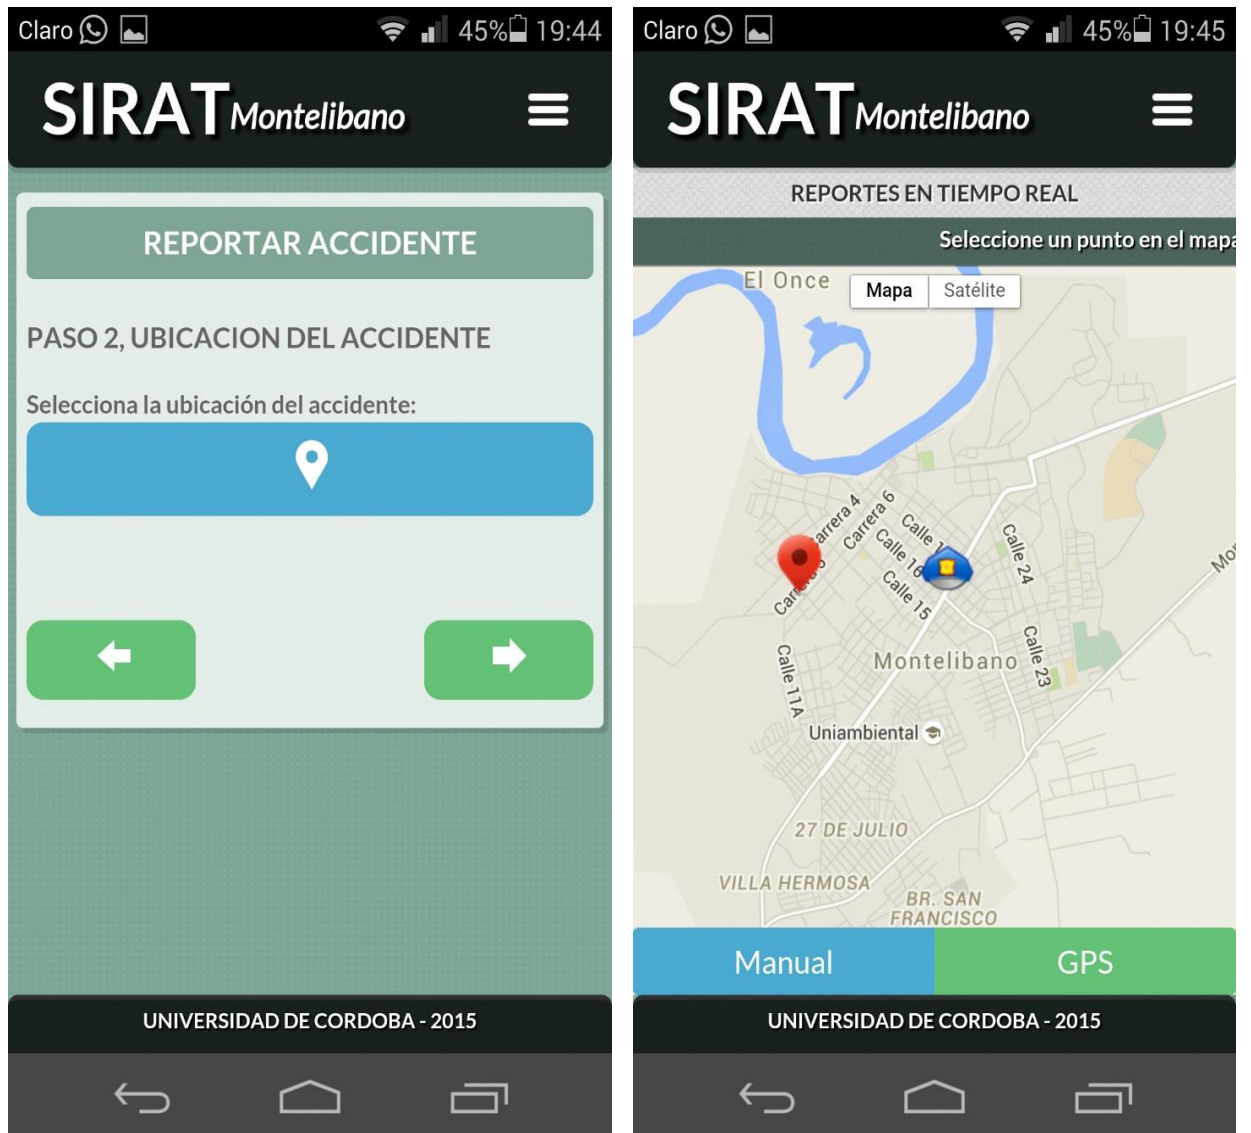 Claro 45% 19:44
SIRAT Montelibano
REPORTAR ACCIDENTE
PASO 2, UBICACION DEL ACCIDENTE
Selecciona la ubicación del accidente:
UNIVERSIDAD DE CORDOBA - 2015
Claro 45% 19:45
SIRAT Montelibano
REPORTES EN TIEMPO REAL
Seleccione un punto en el mapa
El Once
Mapa Satélite
Carrera 4
Carrera 6
Calle
Calle 16
Calle 15
Calle 24
Calle 23
Montelibano
Calle 11A
Uniambiental
27 DE JULIO
VILLA HERMOSA
BR. SAN
FRANCISCO
Manual GPS
UNIVERSIDAD DE CORDOBA - 2015